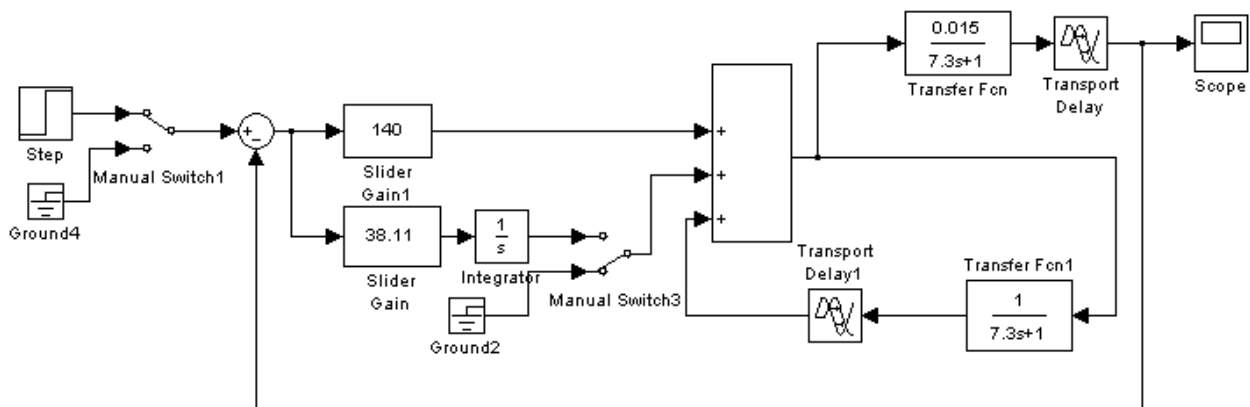 0.015
7.3s+1
Transfer Fcn
Transport
Delay
Scope
Step
Manual Switch1
Ground4
+
−
140
Slider
Gain1
38.11
Slider
Gain
1
s
Integrator
Manual Switch3
Ground2
+
+
+
Transport
Delay1
Transfer Fcn1
1
7.3s+1